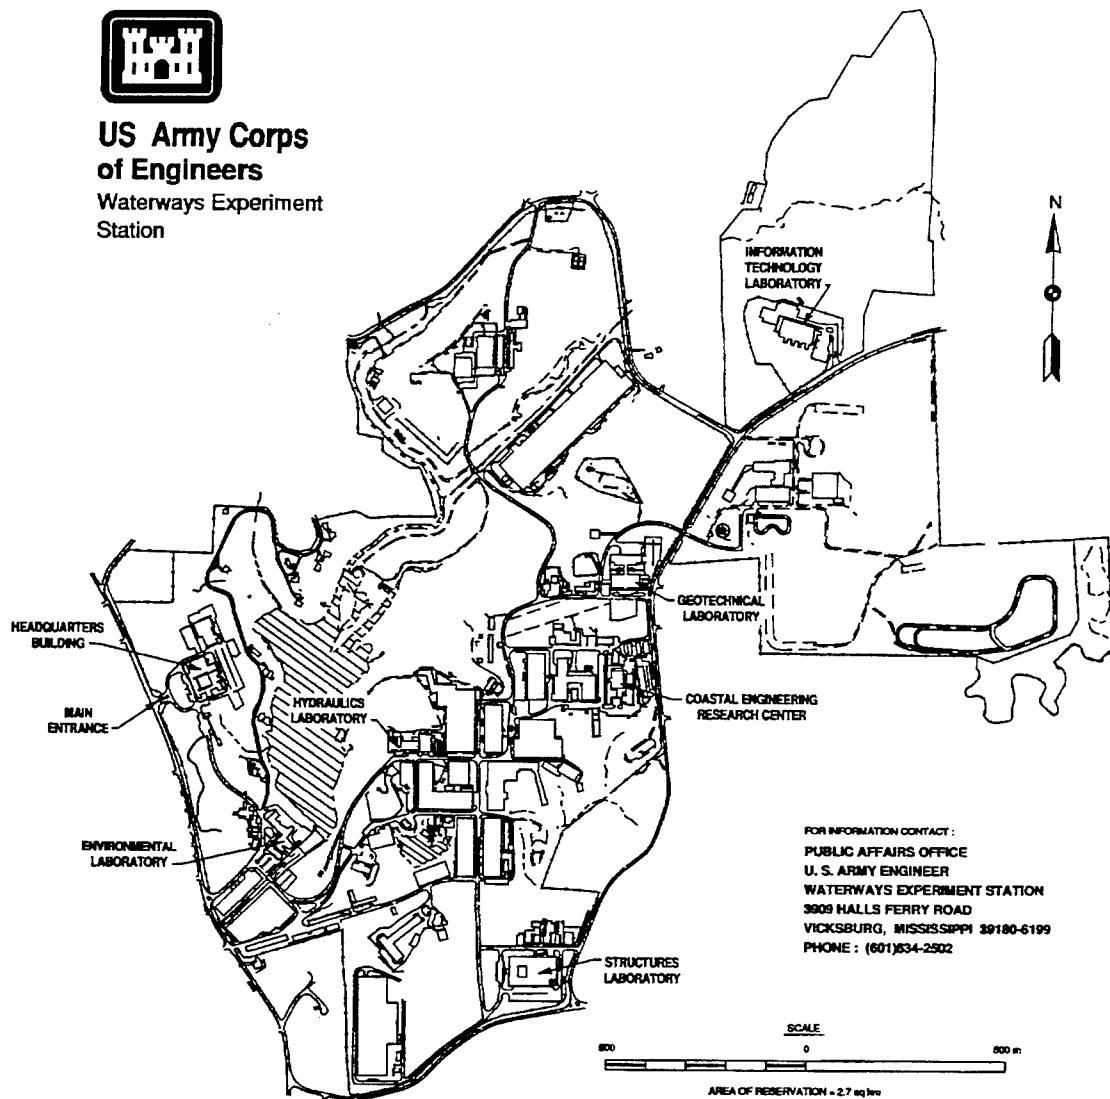 US Army Corps
of Engineers
Waterways Experiment
Station
N
INFORMATION
TECHNOLOGY
LABORATORY
GEOTECHNICAL
LABORATORY
HEADQUARTERS
BUILDING
MAIN
ENTRANCE
HYDRAULICS
LABORATORY
COASTAL ENGINEERING
RESEARCH CENTER
ENVIRONMENTAL
LABORATORY
STRUCTURES
LABORATORY
FOR INFORMATION CONTACT :
PUBLIC AFFAIRS OFFICE
U. S. ARMY ENGINEER
WATERWAYS EXPERIMENT STATION
3909 HALLS FERRY ROAD
VICKSBURG, MISSISSIPPI 39180-6199
PHONE : (601)634-2502
SCALE
500 0 500 m
AREA OF RESERVATION = 2.7 sq km